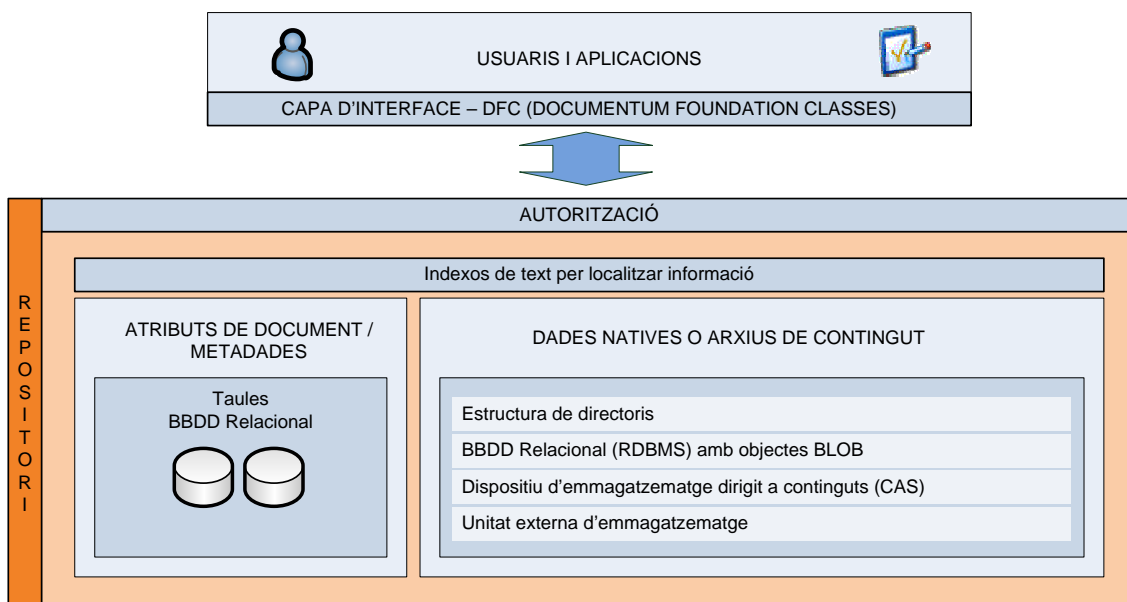 USUARIS I APLICACIONS
CAPA D'INTERFACE – DFC (DOCUMENTUM FOUNDATION CLASSES)
AUTORITZACIÓ
REPOSITORI
Indexos de text per localitzar informació
ATRIBUTS DE DOCUMENT /
METADADES
Taules
BBDD Relacional
DADES NATIVES O ARXIUS DE CONTINGUT
Estructura de directoris
BBDD Relacional (RDBMS) amb objectes BLOB
Dispositiu d'emmagatzematge dirigit a continguts (CAS)
Unitat externa d'emmagatzematge